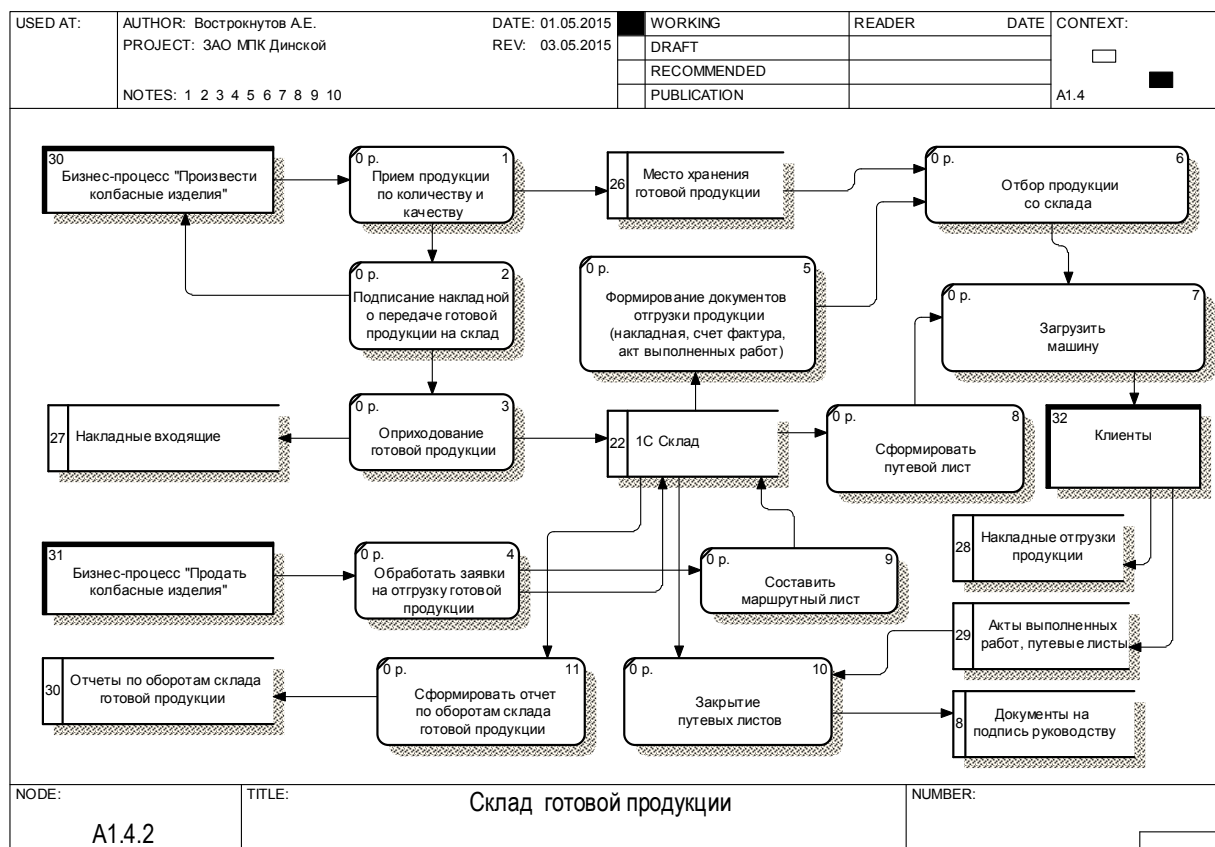 USED AT:
AUTHOR: Вострокнутов А.Е.
DATE: 01.05.2015
PROJECT: ЗАО МПК Динской
REV: 03.05.2015
NOTES: 1 2 3 4 5 6 7 8 9 10
WORKING
DRAFT
RECOMMENDED
PUBLICATION
READER
DATE
CONTEXT:
A1.4
30
Бизнес-процесс "Произвести
колбасные изделия"
0 р.
1
Прием продукции
по количеству и
качеству
26
Место хранения
готовой продукции
0 р.
6
Отбор продукции
со склада
0 р.
2
Подписание накладной
о передаче готовой
продукции на склад
0 р.
5
Формирование документов
отгрузки продукции
(накладная, счет фактура,
акт выполненных работ)
0 р.
7
Загрузить
машину
27
Накладные входящие
0 р.
3
Оприходование
готовой продукции
22
1С Склад
0 р.
8
Сформировать
путевой лист
32
Клиенты
31
Бизнес-процесс "Продать
колбасные изделия"
0 р.
4
Обработать заявки
на отгрузку готовой
продукции
0 р.
9
Составить
маршрутный лист
28
Накладные отгрузки
продукции
29
Акты выполненных
работ, путевые листы
30
Отчеты по оборотам склада
готовой продукции
0 р.
11
Сформировать отчет
по оборотам склада
готовой продукции
0 р.
10
Закрытие
путевых листов
8
Документы на
подпись руководству
NODE:
A1.4.2
TITLE:
Склад готовой продукции
NUMBER: